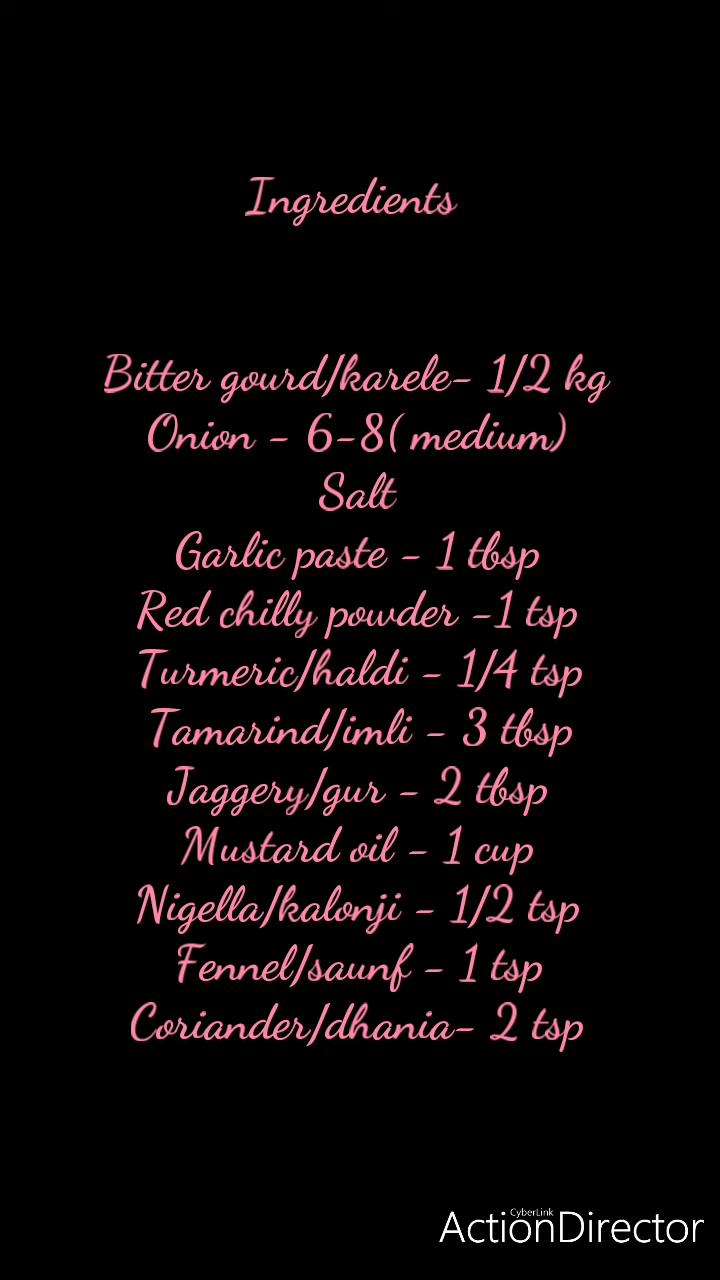 Ingredients
Bitter gourd/karele- 1/2 kg
Onion - 6-8( medium)
Salt
Garlic paste - 1 tbsp
Red chilly powder -1 tsp
Turmeric/haldi - 1/4 tsp
Tamarind/imli - 3 tbsp
Jaggery/gur - 2 tbsp
Mustard oil - 1 cup
Nigella/kalonji - 1/2 tsp
Fennel/saunf - 1 tsp
Coriander/dhania- 2 tsp
CyberLink
ActionDirector